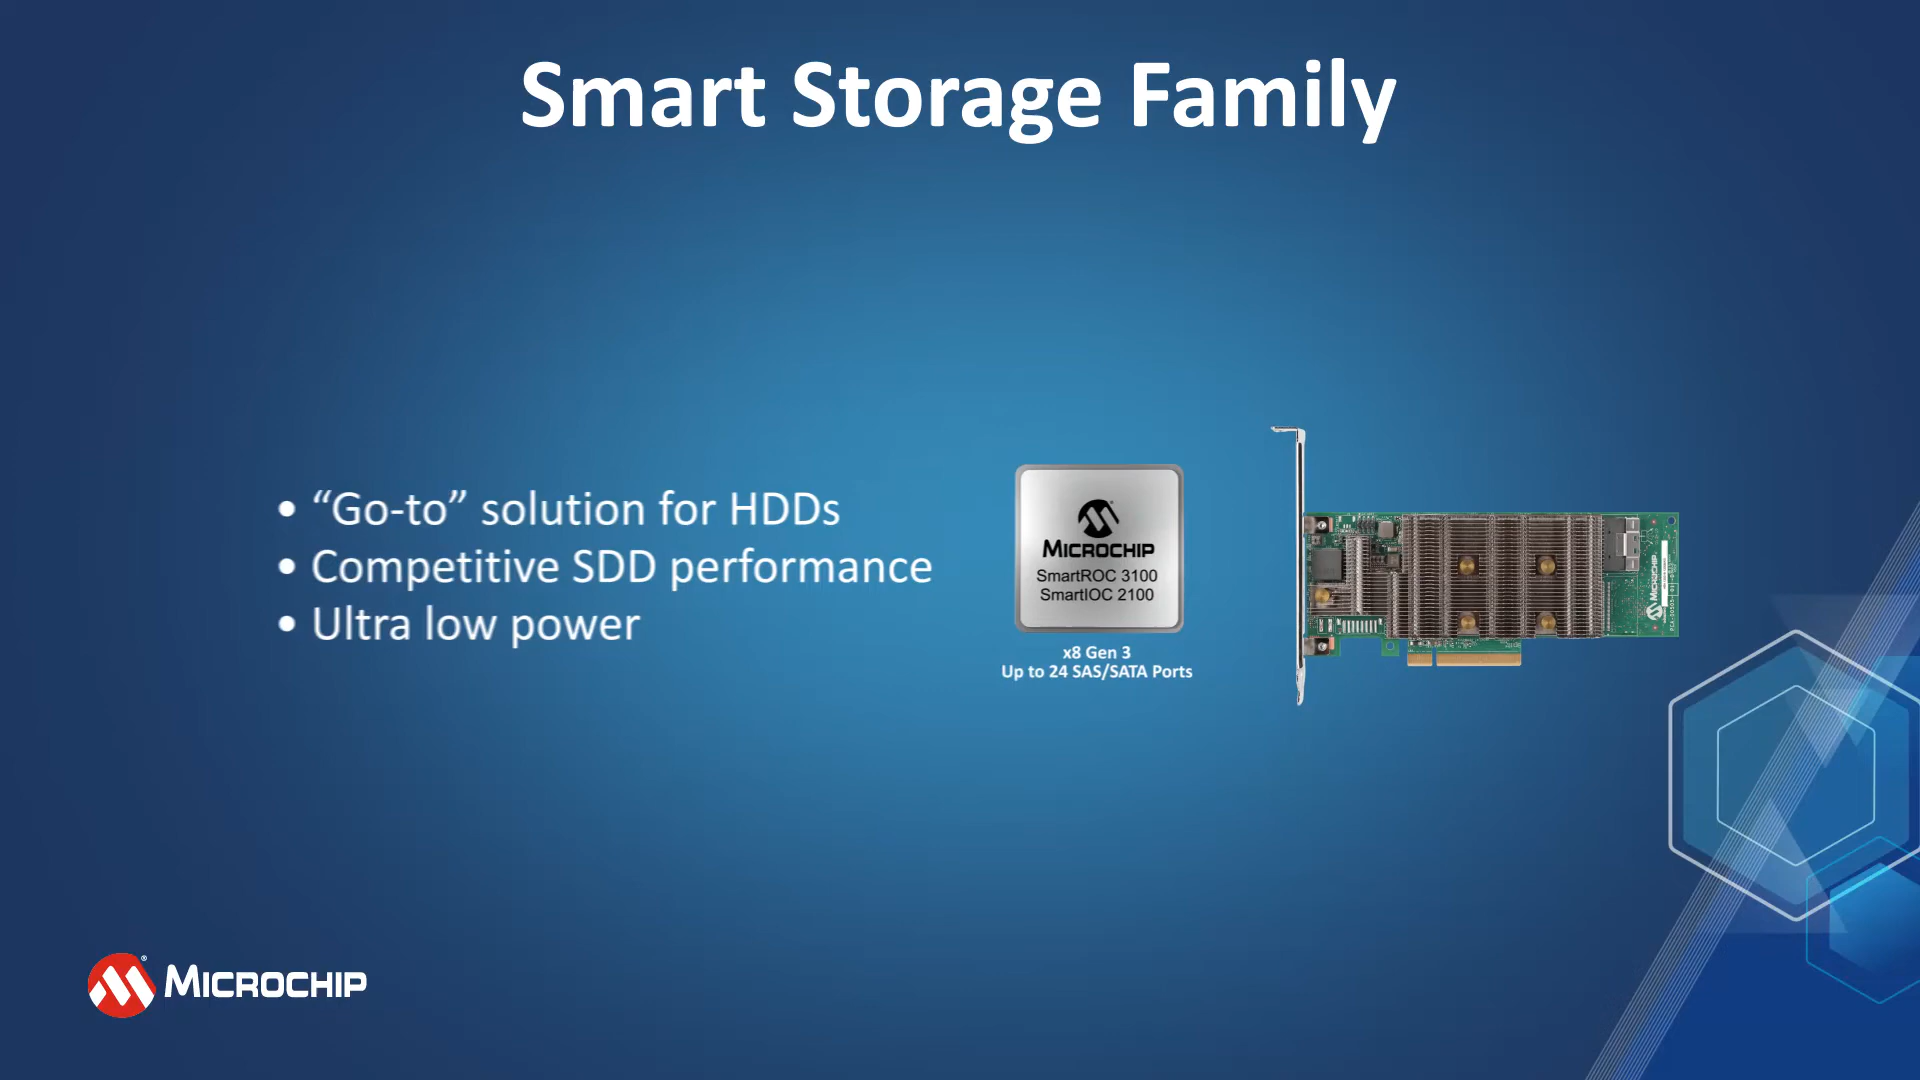 Smart Storage Family
• “Go-to” solution for HDDs
• Competitive SDD performance
• Ultra low power
MICROCHIP
SmartROC 3100
SmartIOC 2100
x8 Gen 3
Up to 24 SAS/SATA Ports
MICROCHIP
MICROCHIP